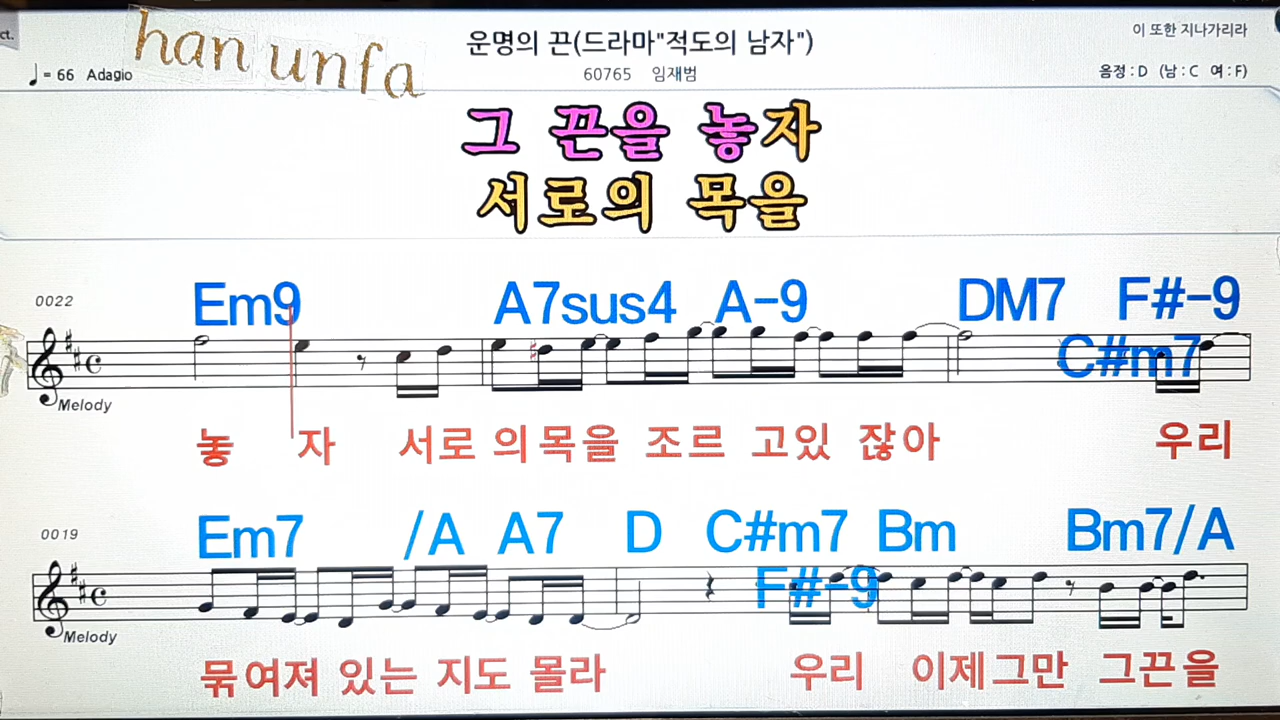 ct.
han unfa
운명의 끈(드라마"적도의 남자")
이 또한 지나가리라
♩= 66 Adagio
60765 임재범
음정 : D (남 : C 여 : F)
그 끈을 놓자
서로의 목을
0022
Em9 A7sus4 A-9 DM7 F#-9
C#m7
Melody
놓 자 서로 의목을 조르 고있 잖아 우리
0019
Em7 /A A7 D C#m7 Bm Bm7/A
F#-9
Melody
묶여져 있는 지도 몰라 우리 이제그만 그끈을